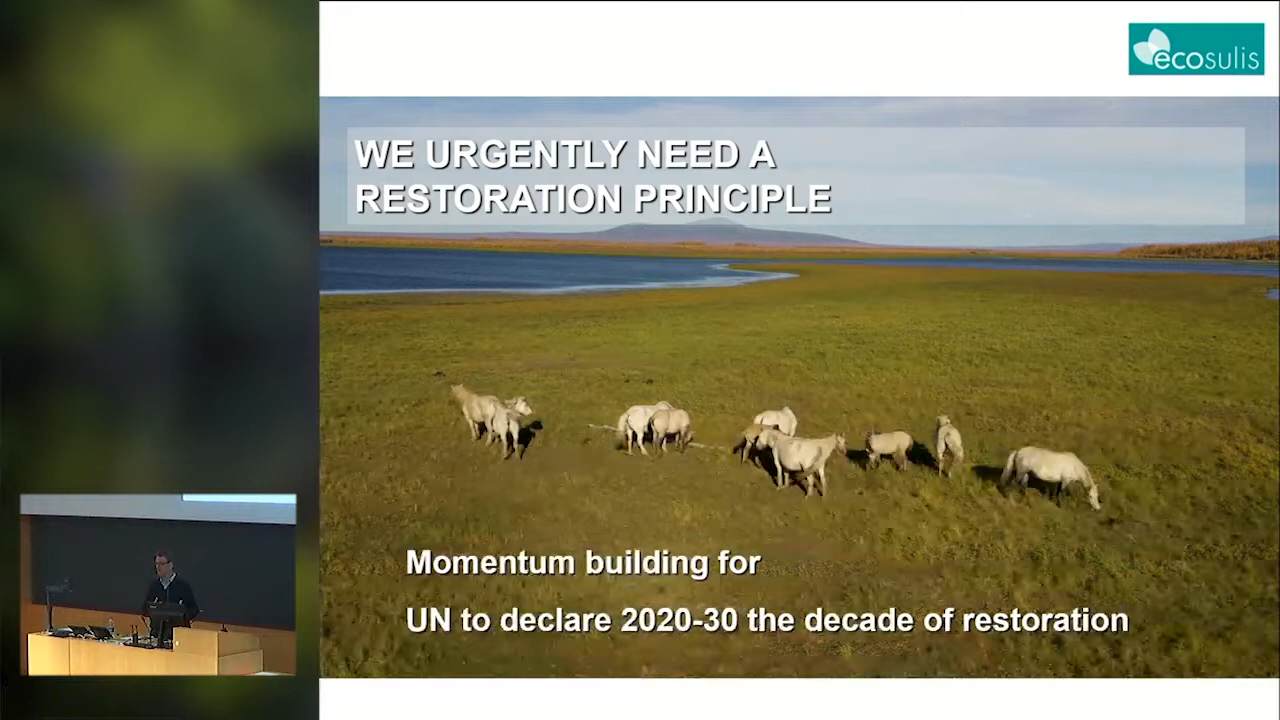 ecosulis
WE URGENTLY NEED A
RESTORATION PRINCIPLE
Momentum building for
UN to declare 2020-30 the decade of restoration